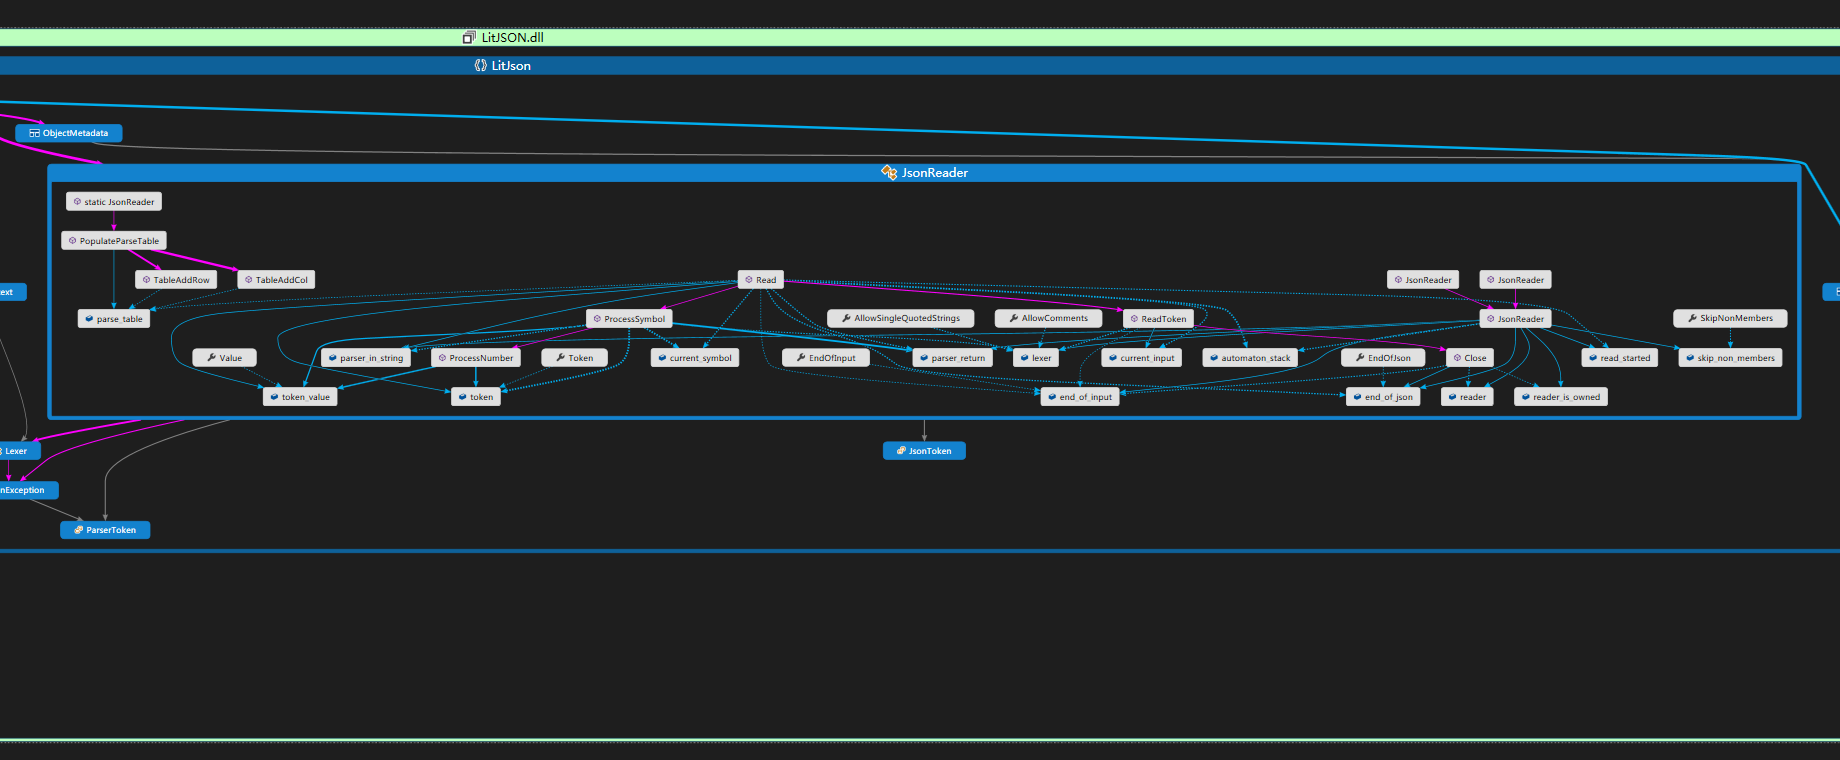 LitJSON.dll
LitJson
ObjectMetadata
JsonReader
static JsonReader
PopulateParseTable
TableAddRow
TableAddCol
Read
JsonReader
JsonReader
ext
parse_table
ProcessSymbol
AllowSingleQuotedStrings
AllowComments
ReadToken
JsonReader
SkipNonMembers
Value
parser_in_string
ProcessNumber
Token
current_symbol
EndOfInput
parser_return
lexer
current_input
automaton_stack
EndOfJson
Close
read_started
skip_non_members
token_value
token
end_of_input
end_of_json
reader
reader_is_owned
Lexer
JsonToken
nException
ParserToken